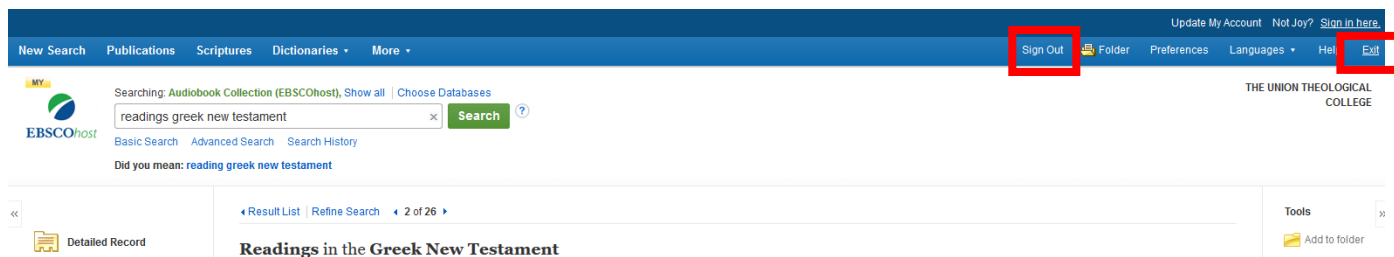 Update My Account Not Joy? Sign in here.
New Search Publications Scriptures Dictionaries More Sign Out Folder Preferences Languages Help Exit
MY
EBSCOhost
Searching: Audiobook Collection (EBSCOhost), Show all | Choose Databases
readings greek new testament × Search ?
Basic Search Advanced Search Search History
Did you mean: reading greek new testament
THE UNION THEOLOGICAL
COLLEGE
« Result List | Refine Search 2 of 26 Tools »
Detailed Record Readings in the Greek New Testament Add to folder